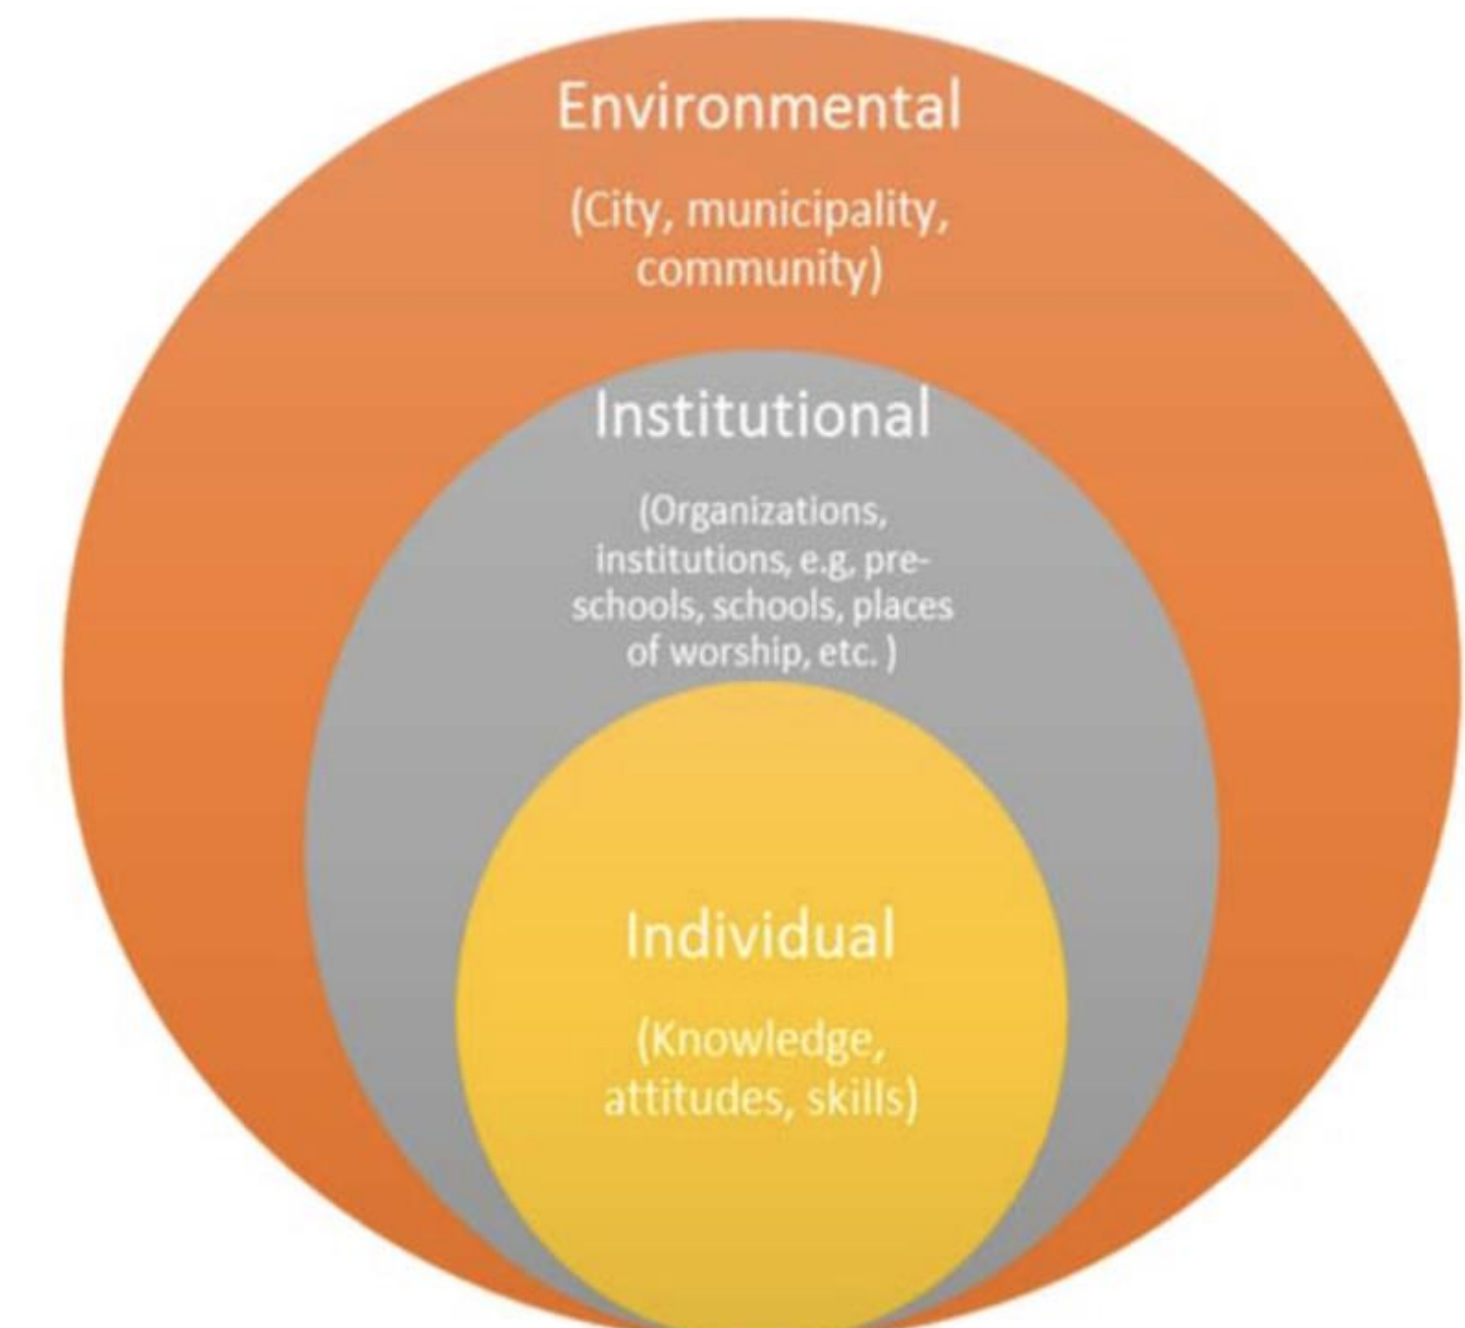 Environmental
(City, municipality,
community)
Institutional
(Organizations,
institutions, e.g, pre-
schools, schools, places
of worship, etc. )
Individual
(Knowledge,
attitudes, skills)